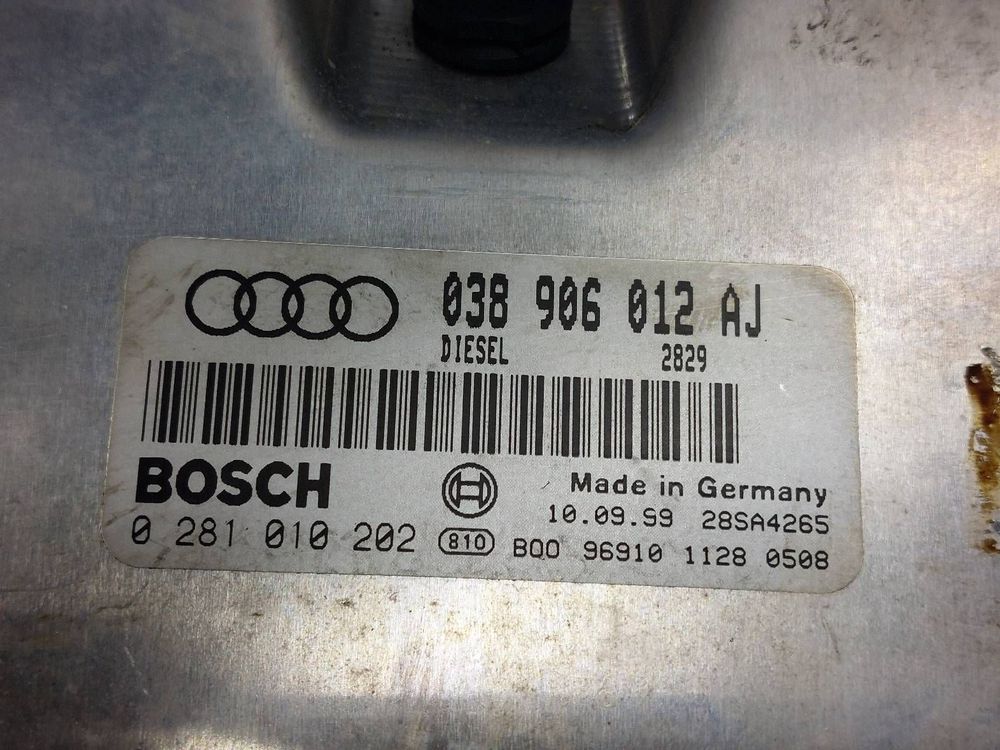 038 906 012 AJ
DIESEL 2829
BOSCH
Made in Germany
10.09.99 28SA4265
0 281 010 202 810 BQ0 96910 1128 0508